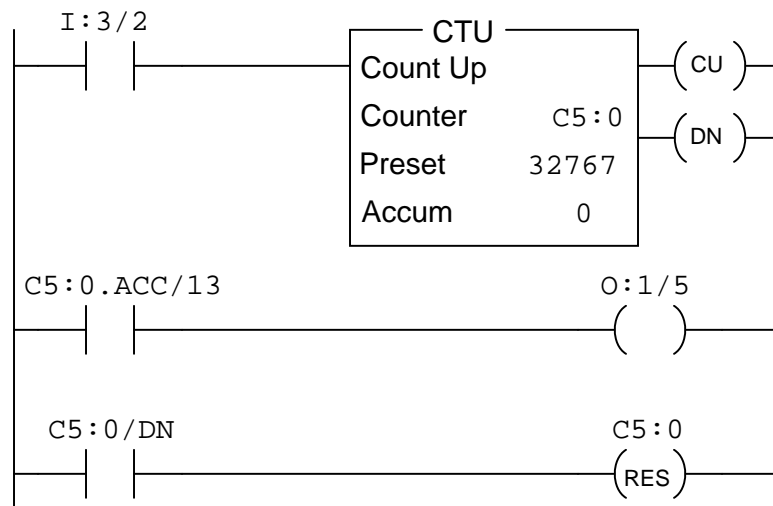 I:3/2
CTU
Count Up
CU
Counter C5:0
DN
Preset 32767
Accum 0
C5:0.ACC/13 O:1/5
C5:0/DN C5:0
RES